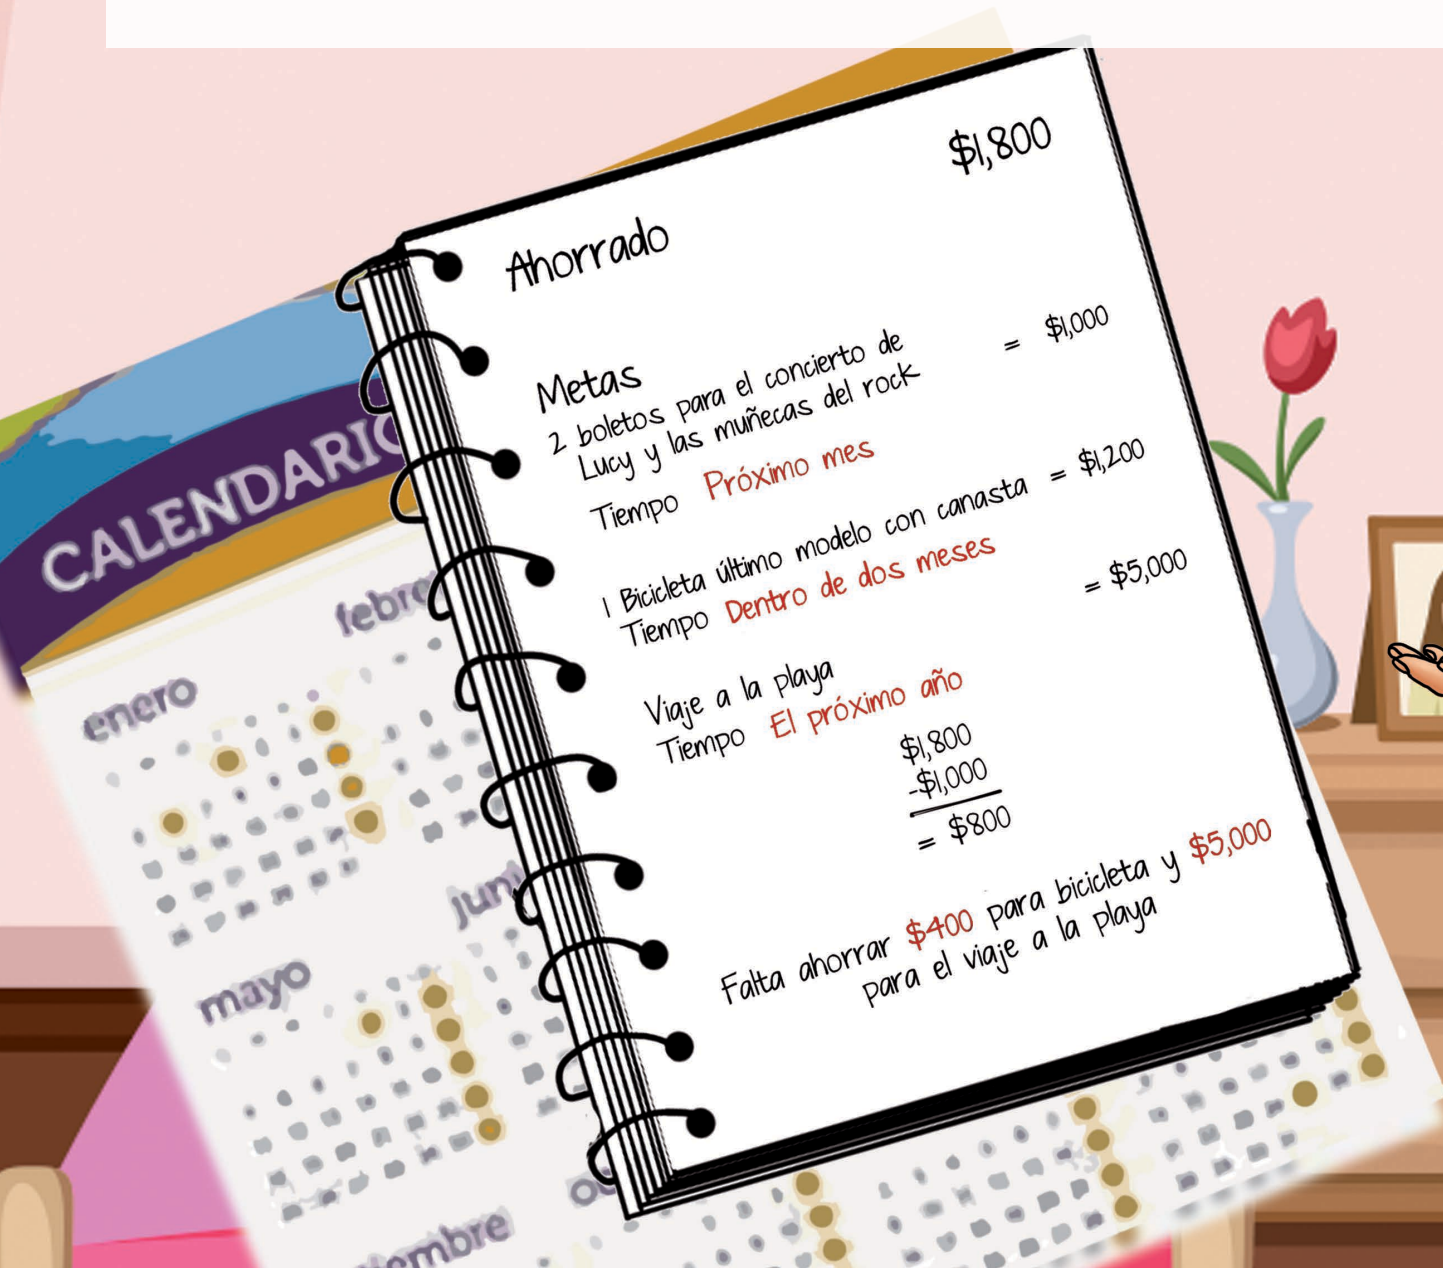 $1,800
Ahorrado
Metas
2 boletos para el concierto de = $1,000
Lucy y las muñecas del rock
Tiempo Próximo mes
1 Bicicleta último modelo con canasta = $1,200
Tiempo Dentro de dos meses
= $5,000
Viaje a la playa
Tiempo El próximo año
$1,800
-$1,000
= $800
Falta ahorrar $400 para bicicleta y $5,000
para el viaje a la playa
CALENDARIO
febre
enero
juni
mayo
iembre